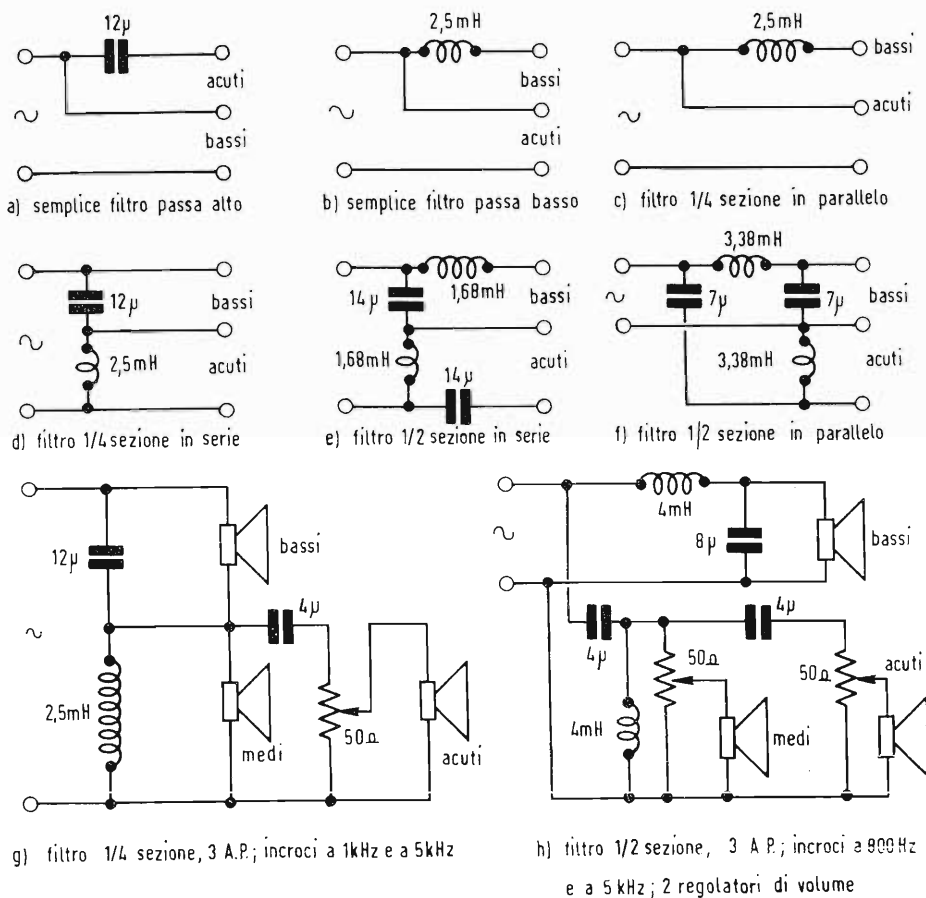 12μ
acuti
bassi
a) semplice filtro passa alto
2,5mH
bassi
acuti
b) semplice filtro passa basso
2,5mH
bassi
acuti
c) filtro 1/4 sezione in parallelo
12μ
2,5mH
bassi
acuti
d) filtro 1/4 sezione in serie
14μ
1,68mH
bassi
1,68mH
acuti
14μ
e) filtro 1/2 sezione in serie
3,38mH
7μ
7μ
bassi
3,38mH
acuti
f) filtro 1/2 sezione in parallelo
12μ
bassi
4μ
2,5mH
medi
50Ω
acuti
g) filtro 1/4 sezione, 3 A.P.; incroci a 1kHz e a 5kHz
4mH
8μ
bassi
4μ
4μ
50Ω
50Ω
acuti
4mH
medi
h) filtro 1/2 sezione, 3 A.P.; incroci a 800Hz
e a 5 kHz; 2 regolatori di volume